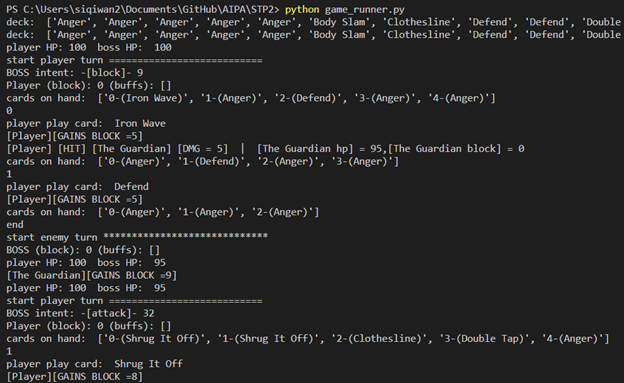 PS C:\Users\siqiwan2\Documents\GitHub\AIPA\STP2> python game_runner.py
deck:  ['Anger', 'Anger', 'Anger', 'Anger', 'Anger', 'Anger', 'Body Slam', 'Clothesline', 'Defend', 'Defend', 'Double
deck:  ['Anger', 'Anger', 'Anger', 'Anger', 'Anger', 'Anger', 'Body Slam', 'Clothesline', 'Defend', 'Defend', 'Double
player HP: 100  boss HP:  100
start player turn ===========================
BOSS intent: -[block]- 9
Player (block): 0 (buffs): []
cards on hand:  ['0-(Iron Wave)', '1-(Anger)', '2-(Defend)', '3-(Anger)', '4-(Anger)']
0
player play card:  Iron Wave
[Player][GAINS BLOCK =5]
[Player] [HIT] [The Guardian] [DMG = 5]  |  [The Guardian hp] = 95,[The Guardian block] = 0
cards on hand:  ['0-(Anger)', '1-(Defend)', '2-(Anger)', '3-(Anger)']
1
player play card:  Defend
[Player][GAINS BLOCK =5]
cards on hand:  ['0-(Anger)', '1-(Anger)', '2-(Anger)']
end
start enemy turn ****************************
BOSS (block): 0 (buffs): []
player HP: 100  boss HP:  95
[The Guardian][GAINS BLOCK =9]
player HP: 100  boss HP:  95
start player turn ===========================
BOSS intent: -[attack]- 32
Player (block): 0 (buffs): []
cards on hand:  ['0-(Shrug It Off)', '1-(Shrug It Off)', '2-(Clothesline)', '3-(Double Tap)', '4-(Anger)']
1
player play card:  Shrug It Off
[Player][GAINS BLOCK =8]